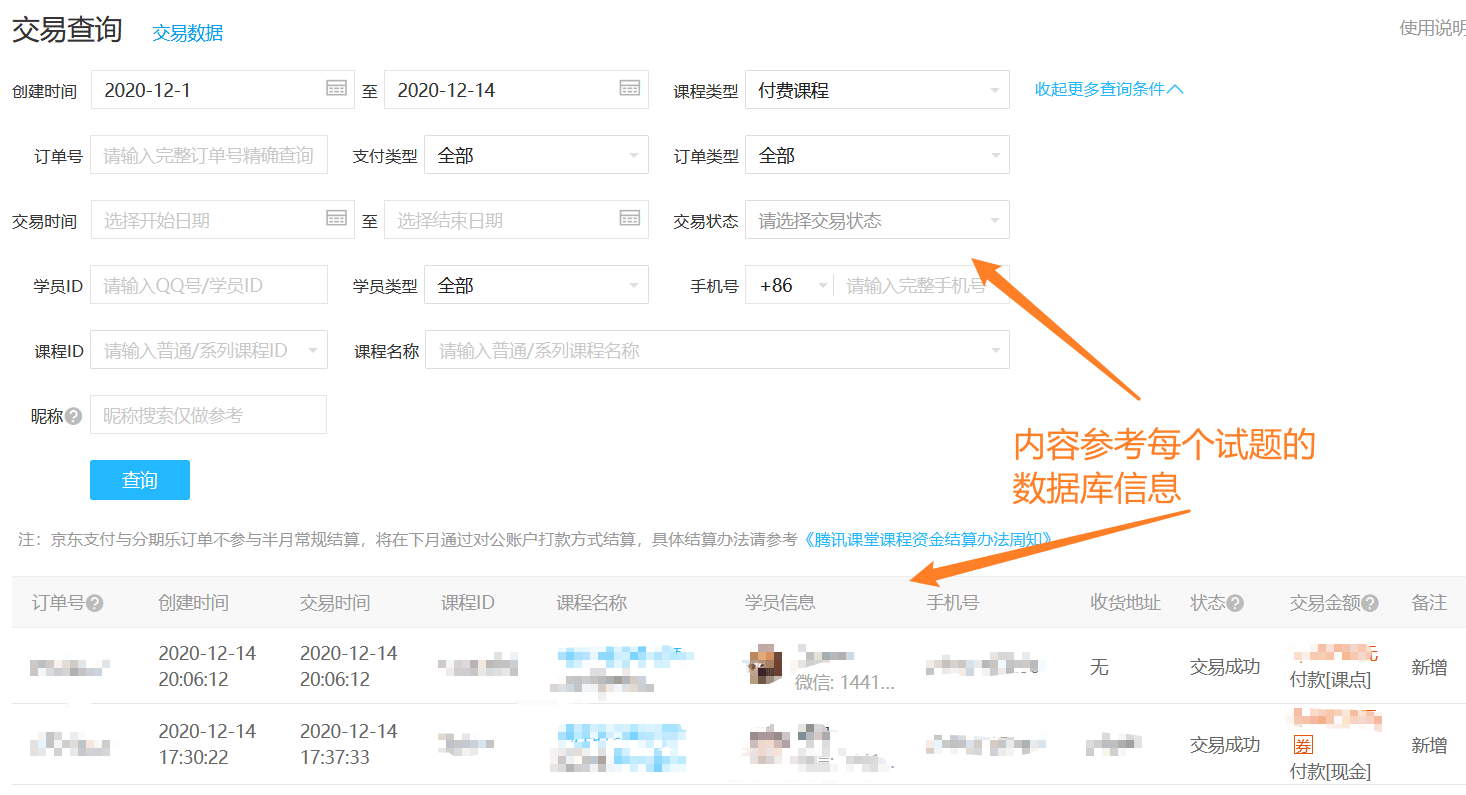 交易查询 交易数据 使用说明
创建时间 2020-12-1 至 2020-12-14 课程类型 付费课程 收起更多查询条件
订单号 请输入完整订单号精确查询 支付类型 全部 订单类型 全部
交易时间 选择开始日期 至 选择结束日期 交易状态 请选择交易状态
学员ID 请输入QQ号/学员ID 学员类型 全部 手机号 +86 请输入完整手机号
课程ID 请输入普通/系列课程ID 课程名称 请输入普通/系列课程名称
昵称 昵称搜索仅做参考
内容参考每个试题的
数据库信息
查询
注：京东支付与分期乐订单不参与半月常规结算，将在下月通过对公账户打款方式结算，具体结算办法请参考《腾讯课堂课程资金结算办法周知》
订单号 创建时间 交易时间 课程ID 课程名称 学员信息 手机号 收货地址 状态 交易金额 备注
2020-12-14 2020-12-14
20:06:12 20:06:12 微信: 1441... 无 交易成功 付款[课点] 新增
2020-12-14 2020-12-14
17:30:22 17:37:33 交易成功 券 新增
付款[现金]